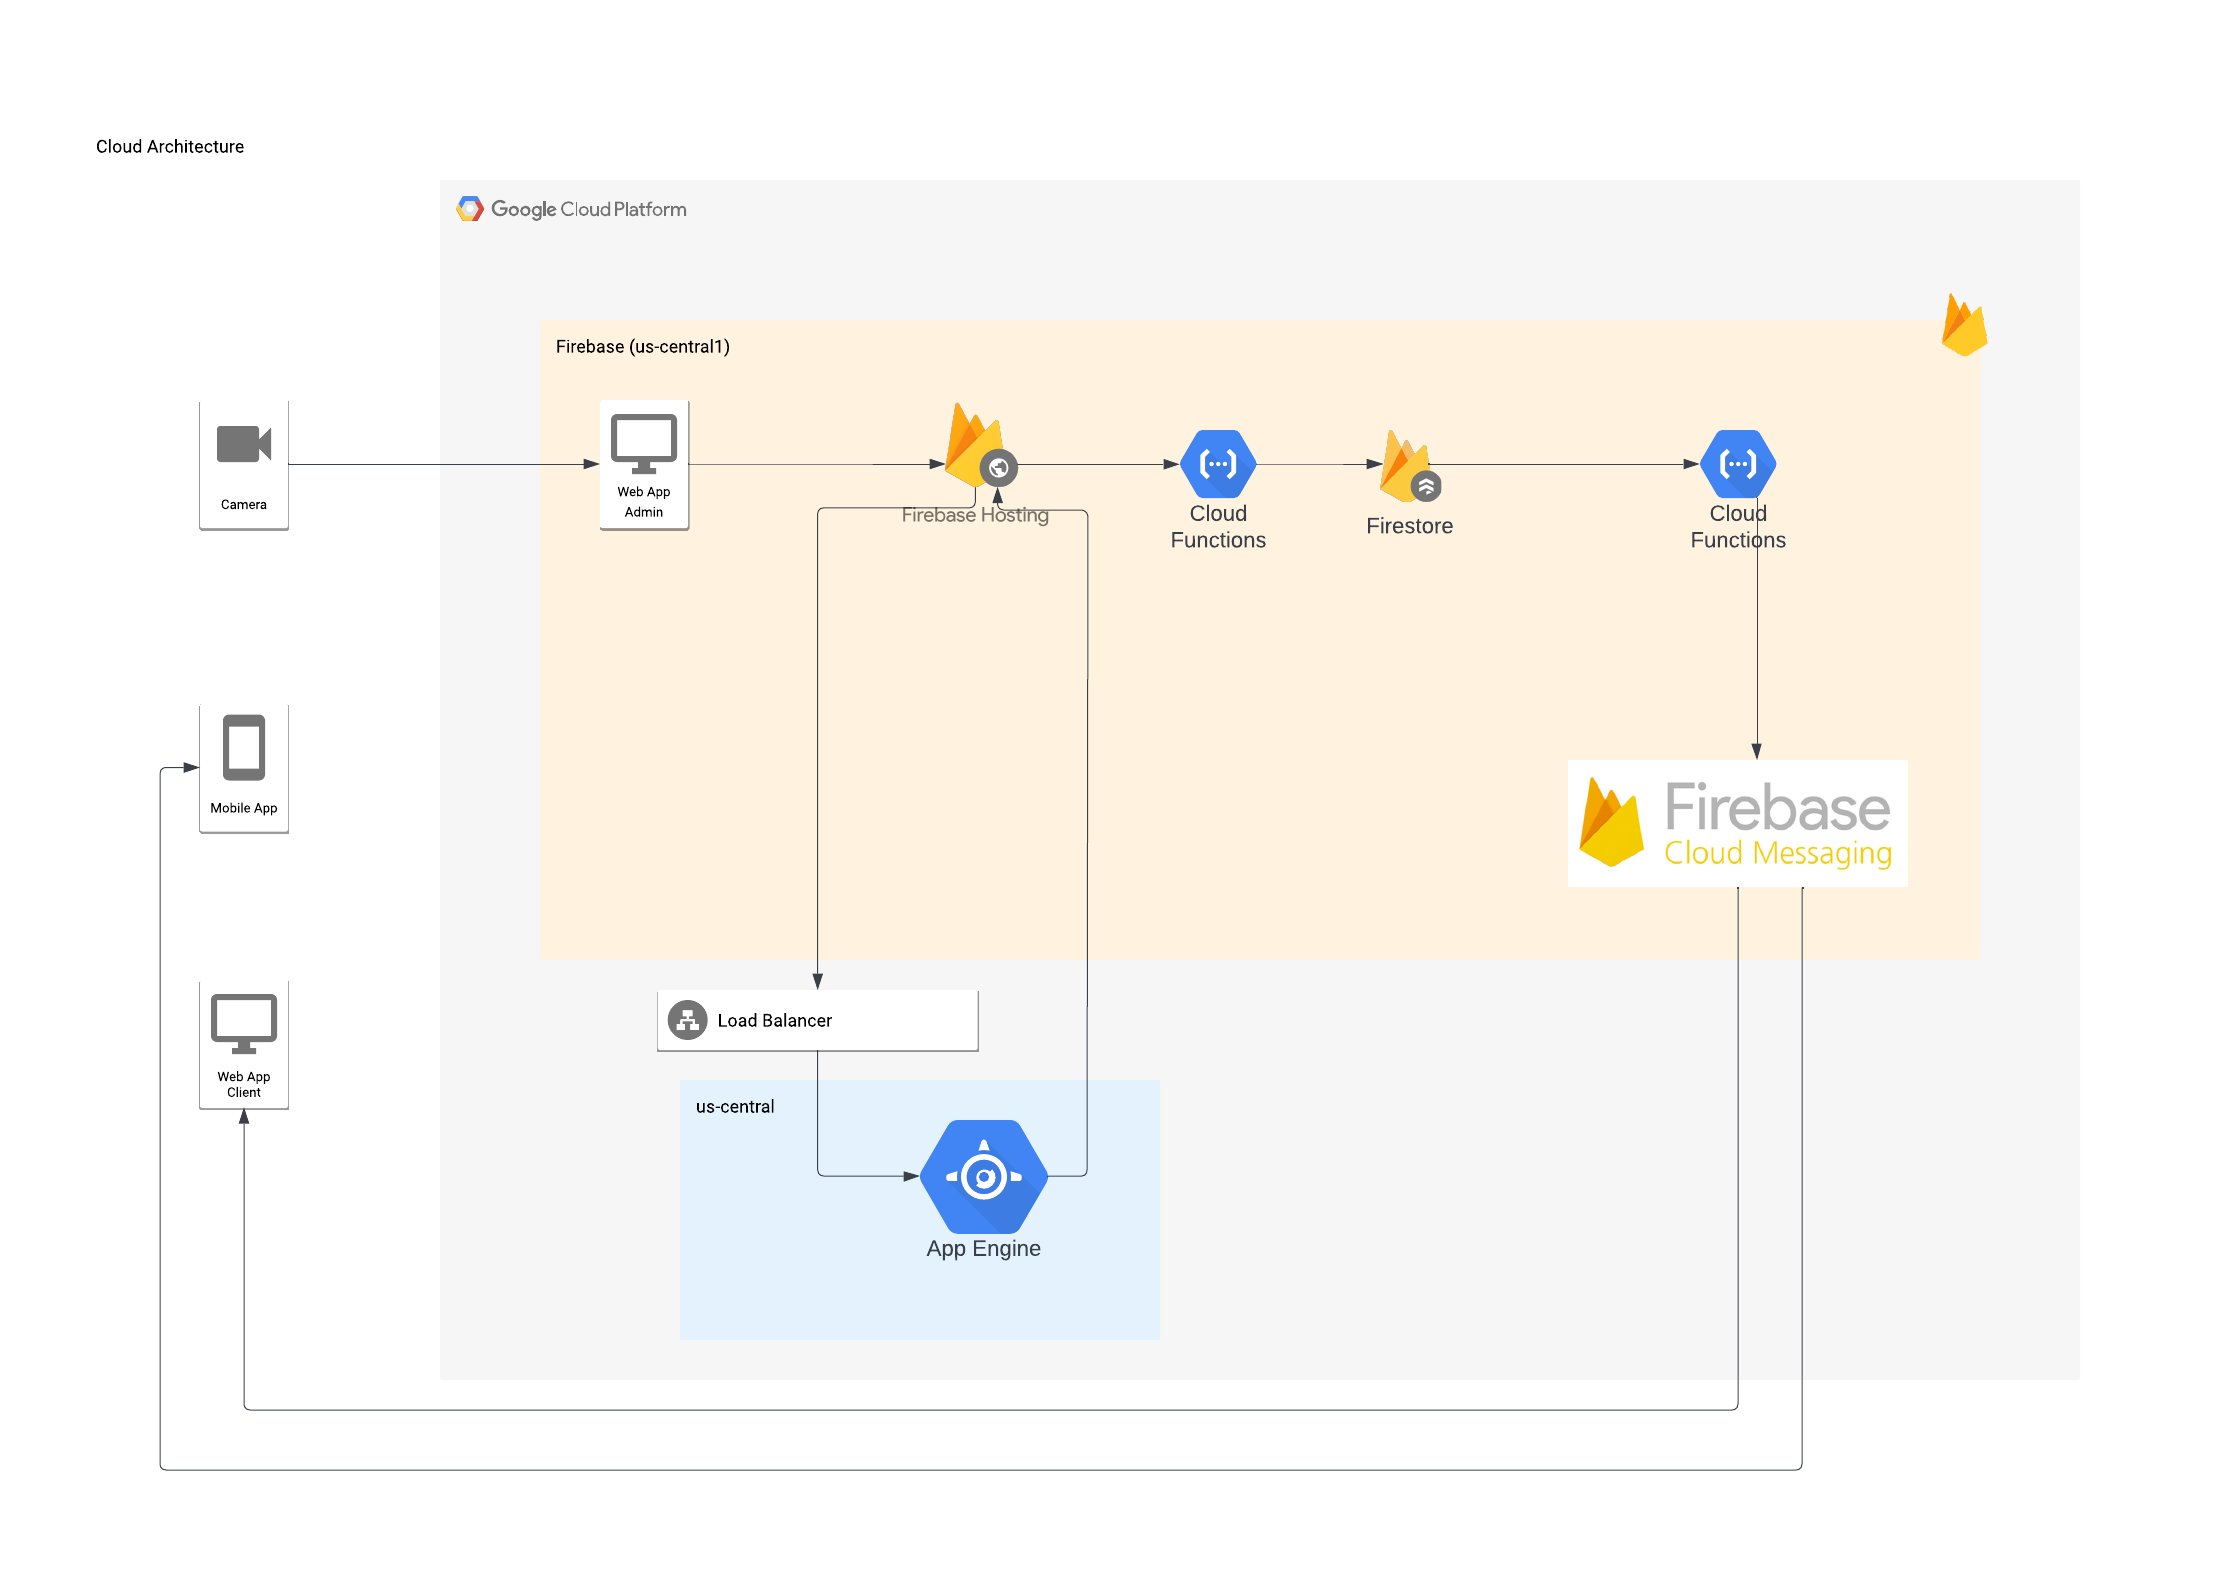 Cloud Architecture
Google Cloud Platform
Firebase (us-central1)
Camera
Web App
Admin
Firebase Hosting
Cloud
Functions
Firestore
Cloud
Functions
Mobile App
Firebase
Cloud Messaging
Load Balancer
Web App
Client
us-central
App Engine